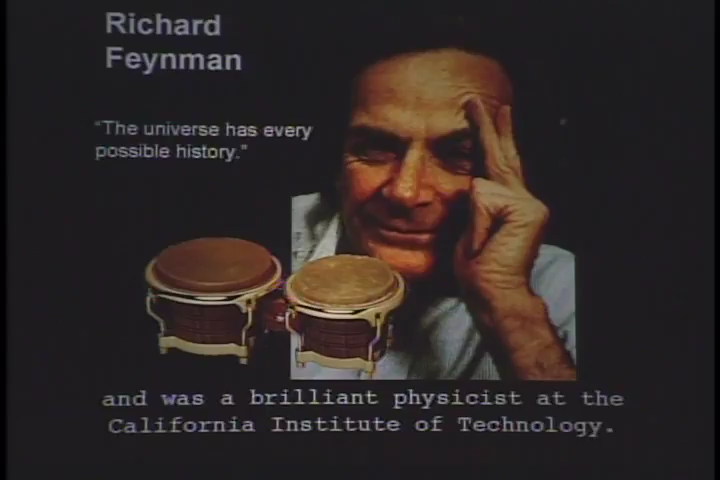 Richard
Feynman
"The universe has every
possible history."
and was a brilliant physicist at the
California Institute of Technology.